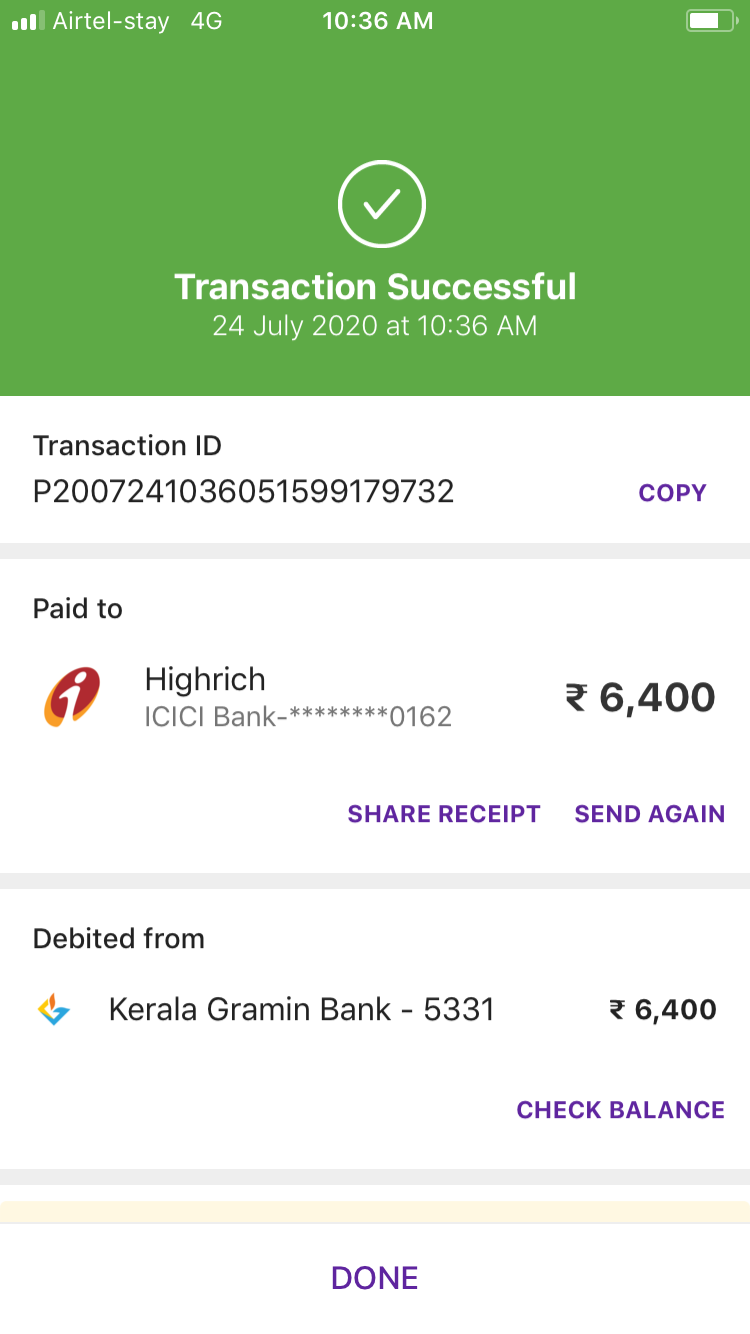 Airtel-stay 4G 10:36 AM
Transaction Successful
24 July 2020 at 10:36 AM
Transaction ID
P2007241036051599179732
COPY
Paid to
Highrich
₹ 6,400
ICICI Bank-********0162
SHARE RECEIPT SEND AGAIN
Debited from
Kerala Gramin Bank - 5331 ₹ 6,400
CHECK BALANCE
DONE